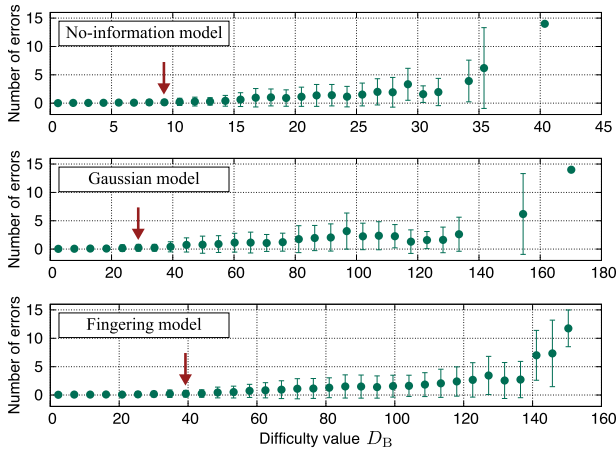 Number of errors
15
10
5
0
No-information model
0 5 10 15 20 25 30 35 40 45
Number of errors
15
10
5
0
Gaussian model
0 20 40 60 80 100 120 140 160 180
Number of errors
15
10
5
0
Fingering model
0 20 40 60 80 100 120 140 160
Difficulty value D_B